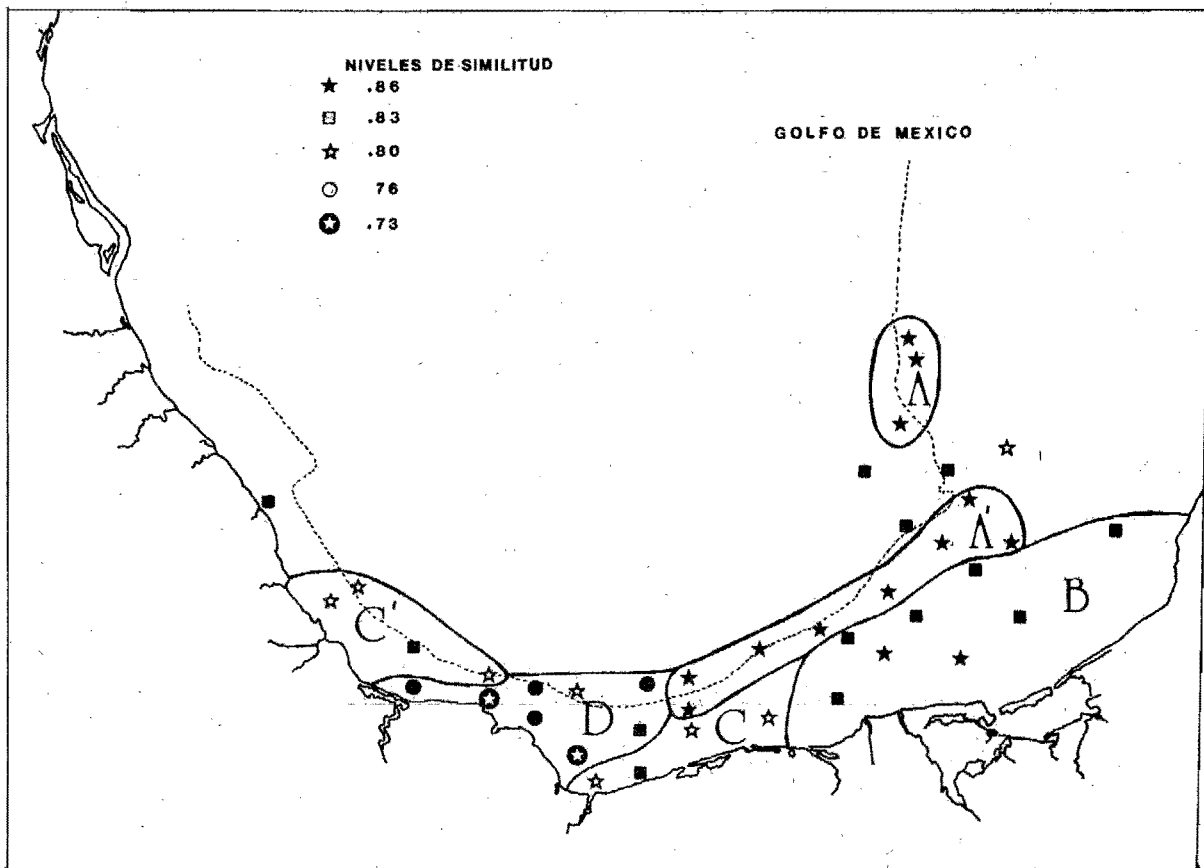 NIVELES DE SIMILITUD
.86
.83
.80
76
.73
GOLFO DE MEXICO
Λ
Λ'
B
C'
D
C